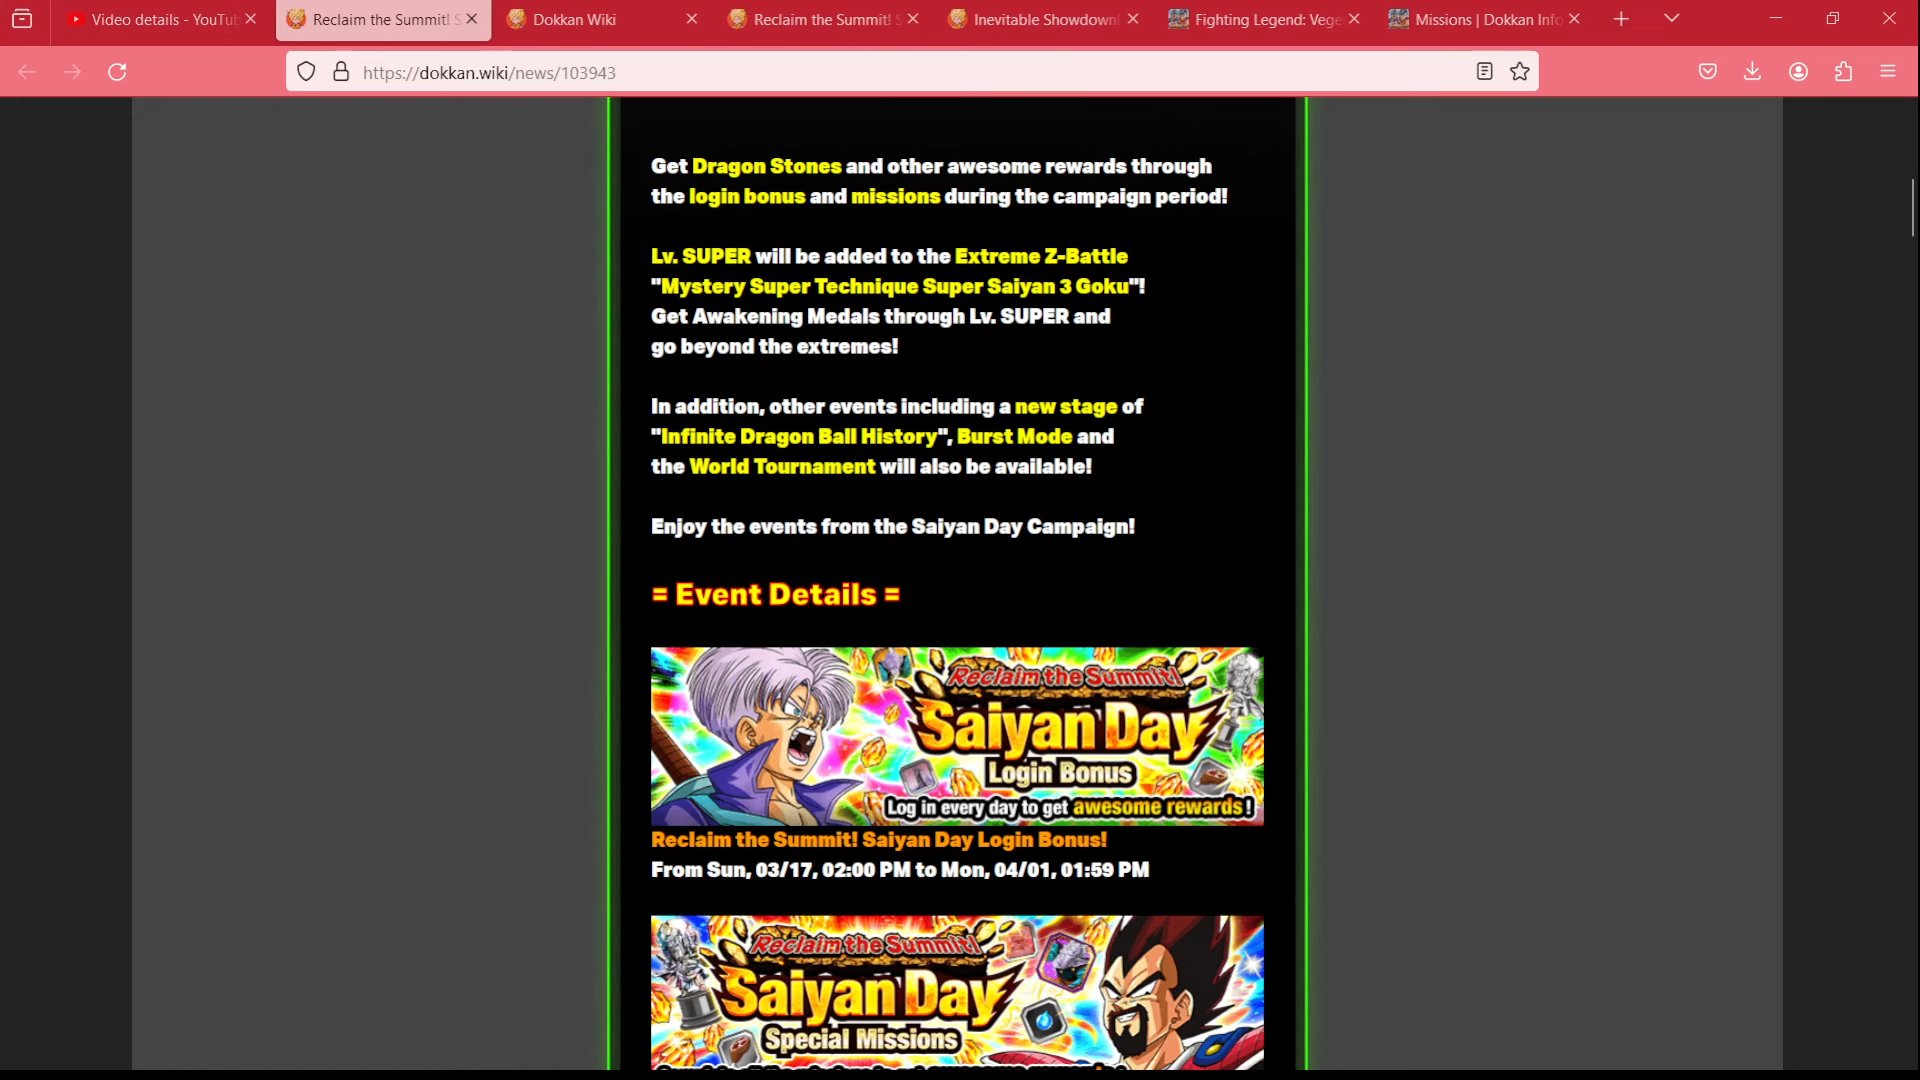 Video details - YouTub
Reclaim the Summit! S
Dokkan Wiki
Reclaim the Summit! S
Inevitable Showdown!
Fighting Legend: Vege
Missions | Dokkan Info
https://dokkan.wiki/news/103943
Get Dragon Stones and other awesome rewards through
the login bonus and missions during the campaign period!
Lv. SUPER will be added to the Extreme Z-Battle
"Mystery Super Technique Super Saiyan 3 Goku"!
Get Awakening Medals through Lv. SUPER and
go beyond the extremes!
In addition, other events including a new stage of
"Infinite Dragon Ball History", Burst Mode and
the World Tournament will also be available!
Enjoy the events from the Saiyan Day Campaign!
= Event Details =
Reclaim the Summit!
Saiyan Day
Login Bonus
Log in every day to get awesome rewards!
Reclaim the Summit! Saiyan Day Login Bonus!
From Sun, 03/17, 02:00 PM to Mon, 04/01, 01:59 PM
Reclaim the Summit!
Saiyan Day
Special Missions